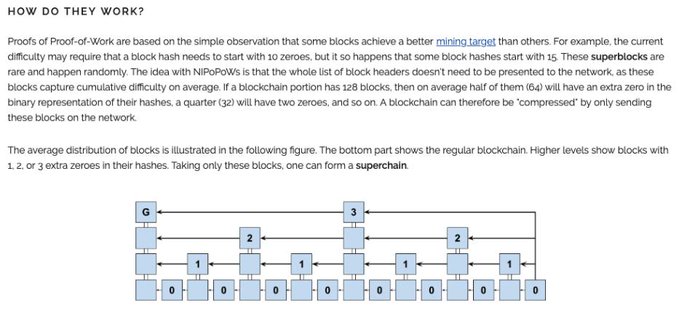 HOW DO THEY WORK?
Proofs of Proof-of-Work are based on the simple observation that some blocks achieve a better mining target than others. For example, the current
difficulty may require that a block hash needs to start with 10 zeroes, but it so happens that some block hashes start with 15. These superblocks are
rare and happen randomly. The idea with NIPoPoWs is that the whole list of block headers doesn't need to be presented to the network, as these
blocks capture cumulative difficulty on average. If a blockchain portion has 128 blocks, then on average half of them (64) will have an extra zero in the
binary representation of their hashes, a quarter (32) will have two zeroes, and so on. A blockchain can therefore be "compressed" by only sending
these blocks on the network.
The average distribution of blocks is illustrated in the following figure. The bottom part shows the regular blockchain. Higher levels show blocks with
1, 2, or 3 extra zeroes in their hashes. Taking only these blocks, one can form a superchain.
G 3
2 2
1 1 1 1
0 0 0 0 0 0 0 0